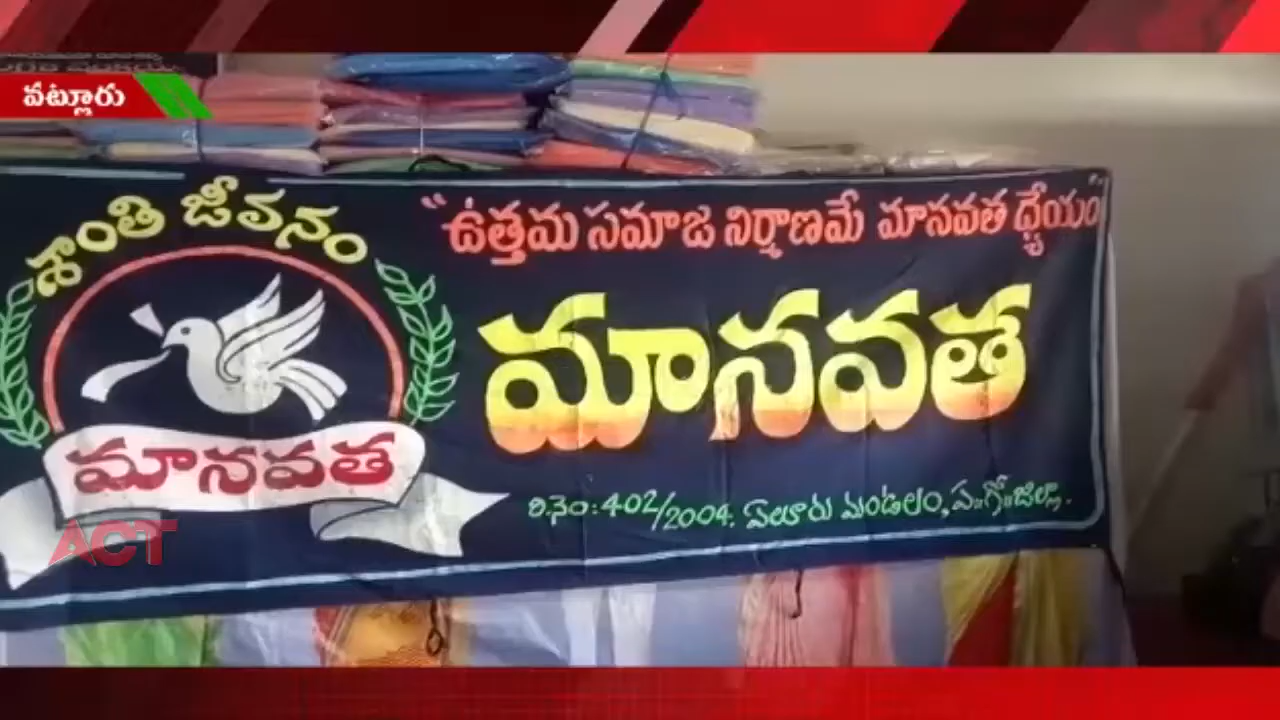 వట్లూరు
శాంతి జీవనం
"ఉత్తమ సమాజ నిర్మాణమే మానవత ధ్యేయం"
మానవత
మానవత
రి.నెం:402/2004. ఏలూరు మండలం, ప॥గో॥జిల్లా.
ACT